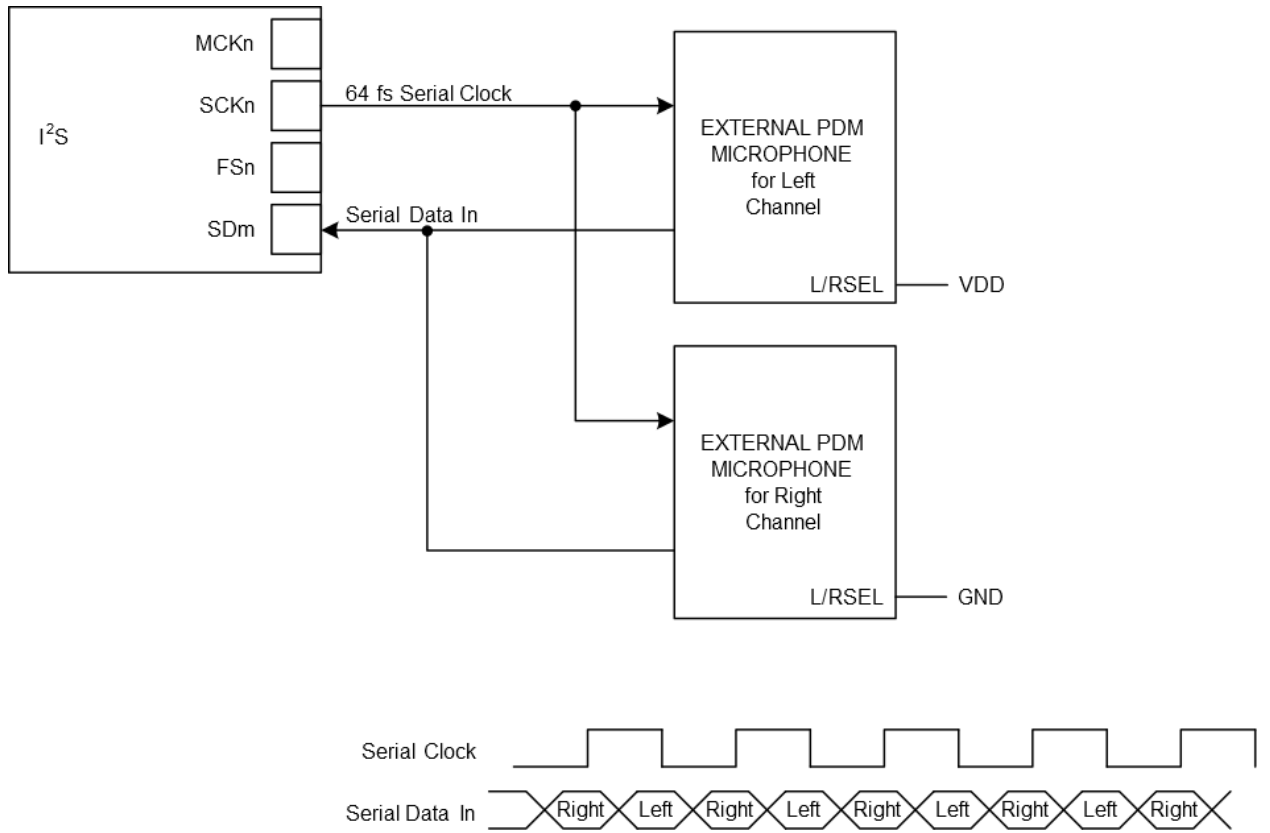 MCKn
SCKn
64 fs Serial Clock
I²S
FSn
Serial Data In
SDm
EXTERNAL PDM
MICROPHONE
for Left
Channel
L/RSEL
VDD
EXTERNAL PDM
MICROPHONE
for Right
Channel
L/RSEL
GND
Serial Clock
Serial Data In
Right Left Right Left Right Left Right Left Right